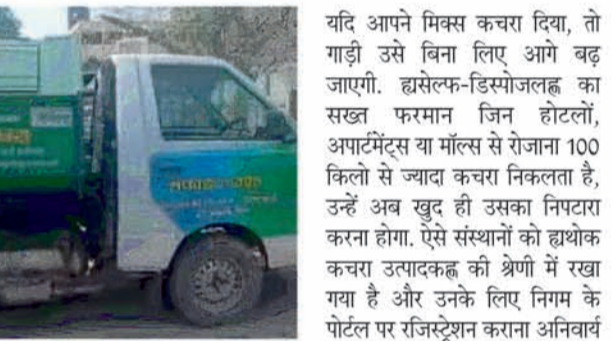 यदि आपने मिक्स कचरा दिया, तो
गाड़ी उसे बिना लिए आगे बढ़
जाएगी. ह्यसेल्फ-डिस्पोजलह्ण का
सख्त फरमान जिन होटलों,
अपार्टमेंट्स या मॉल्स से रोजाना 100
किलो से ज्यादा कचरा निकलता है,
उन्हें अब खुद ही उसका निपटारा
करना होगा. ऐसे संस्थानों को ह्यथोक
कचरा उत्पादकह्ण की श्रेणी में रखा
गया है और उनके लिए निगम के
पोर्टल पर रजिस्ट्रेशन कराना अनिवार्य